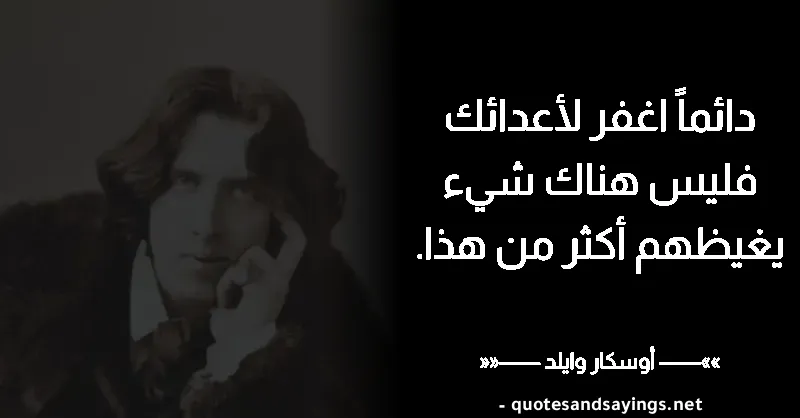 دائماً اغفر لأعدائك
فليس هناك شيء
يغيظهم أكثر من هذا.
»»—— أوسكار وايلد ——««
- quotesandsayings.net